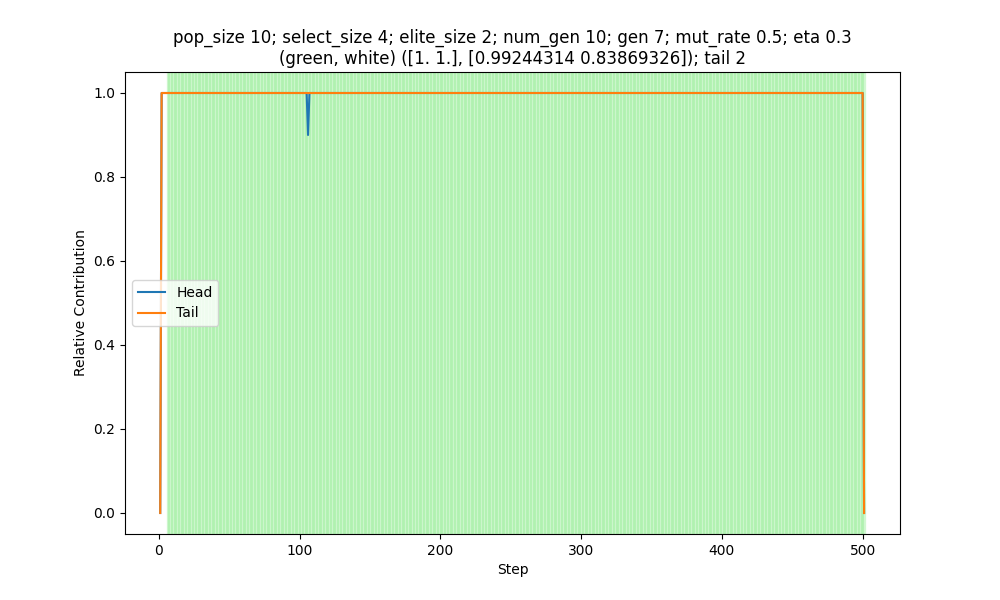 pop_size 10; select_size 4; elite_size 2; num_gen 10; gen 7; mut_rate 0.5; eta 0.3
(green, white) ([1. 1.], [0.99244314 0.83869326]); tail 2
1.0
0.8
0.6
0.4
0.2
0.0
Relative Contribution
Head
Tail
0
100
200
300
400
500
Step